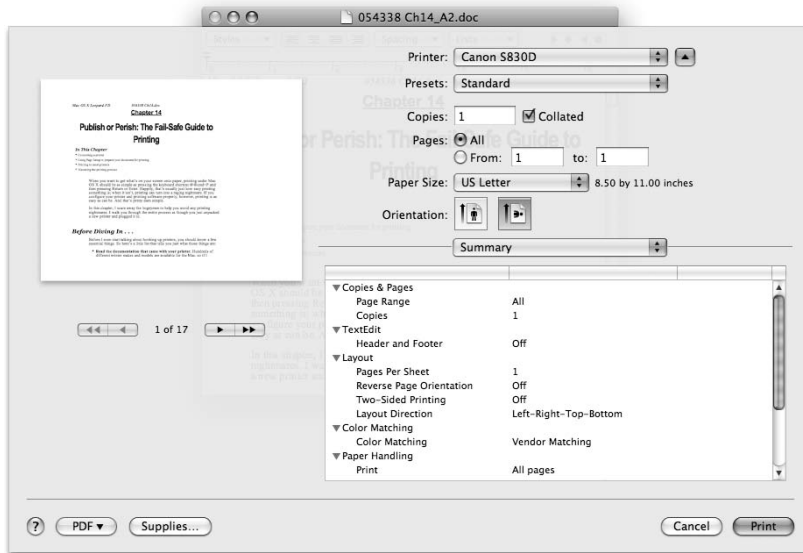 054338 Ch14_A2.doc
Printer: Canon S830D
Presets: Standard
Copies: 1 Collated
Pages: All
From: 1 to: 1
Paper Size: US Letter 8.50 by 11.00 inches
Orientation:
Summary
Chapter 14
Publish or Perish: The Fail-Safe Guide to
Printing
In This Chapter
Before Diving In . . .
1 of 17
Copies & Pages
Page Range All
Copies 1
TextEdit
Header and Footer Off
Layout
Pages Per Sheet 1
Reverse Page Orientation Off
Two-Sided Printing Off
Layout Direction Left-Right-Top-Bottom
Color Matching
Color Matching Vendor Matching
Paper Handling
Print All pages
? PDF Supplies... Cancel Print